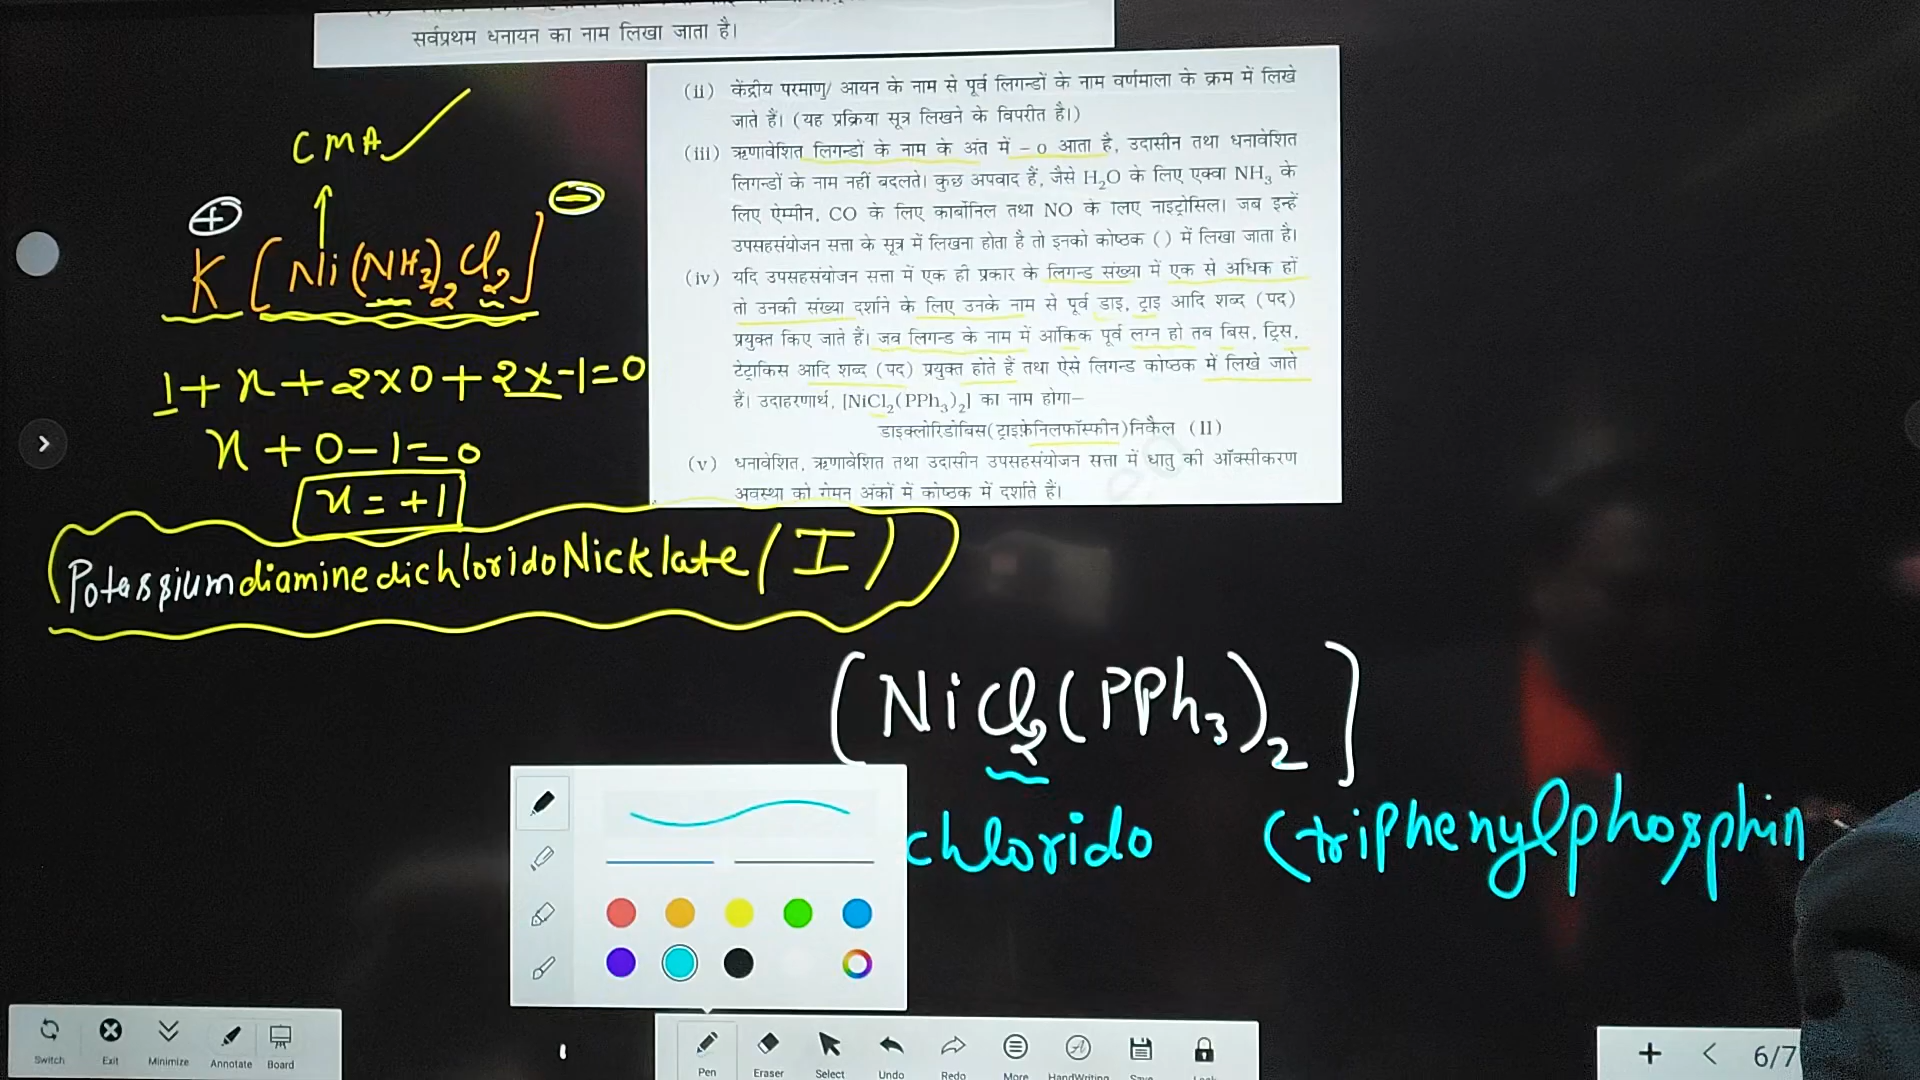 सर्वप्रथम धनायन का नाम लिखा जाता है।
(ii) केंद्रीय परमाणु/ आयन के नाम से पूर्व लिगन्डों के नाम वर्णमाला के क्रम में लिखे
जाते हैं। (यह प्रक्रिया सूत्र लिखने के विपरीत है।)
(iii) ऋणावेशित लिगन्डों के नाम के अंत में – o आता है, उदासीन तथा धनावेशित
लिगन्डों के नाम नहीं बदलते। कुछ अपवाद हैं, जैसे H₂O के लिए एक्वा NH₃ के
लिए ऐम्मीन, CO के लिए कार्बोनिल तथा NO के लिए नाइट्रोसिल। जब इन्हें
उपसहसंयोजन सत्ता के सूत्र में लिखना होता है तो इनको कोष्ठक ( ) में लिखा जाता है।
(iv) यदि उपसहसंयोजन सत्ता में एक ही प्रकार के लिगन्ड संख्या में एक से अधिक हों
तो उनकी संख्या दर्शाने के लिए उनके नाम से पूर्व डाइ, ट्राइ आदि शब्द (पद)
प्रयुक्त किए जाते हैं। जब लिगन्ड के नाम में आंकिक पूर्व लग्न हो तब बिस, ट्रिस,
टेट्राकिस आदि शब्द (पद) प्रयुक्त होते हैं तथा ऐसे लिगन्ड कोष्ठक में लिखे जाते
हैं। उदाहरणार्थ, [NiCl₂(PPh₃)₂] का नाम होगा–
डाइक्लोरिडोबिस(ट्राइफ़ेनिलफॉस्फीन)निकैल (II)
(v) धनावेशित, ऋणावेशित तथा उदासीन उपसहसंयोजन सत्ता में धातु की ऑक्सीकरण
अवस्था को रोमन अंकों में कोष्ठक में दर्शाते हैं।
CMA
+ −
K[Ni(NH₃)₂Cl₂]
1+x+2x0+2x-1=0
x+0-1=0
x=+1
Potassium diamine dichlorido Nicklate (I)
[NiCl₂(PPh₃)₂]
chlorido (triphenylphosphin
Switch Exit Minimize Annotate Board
Pen Eraser Select Undo Redo More HandWriting Save Lock
+ < 6/7